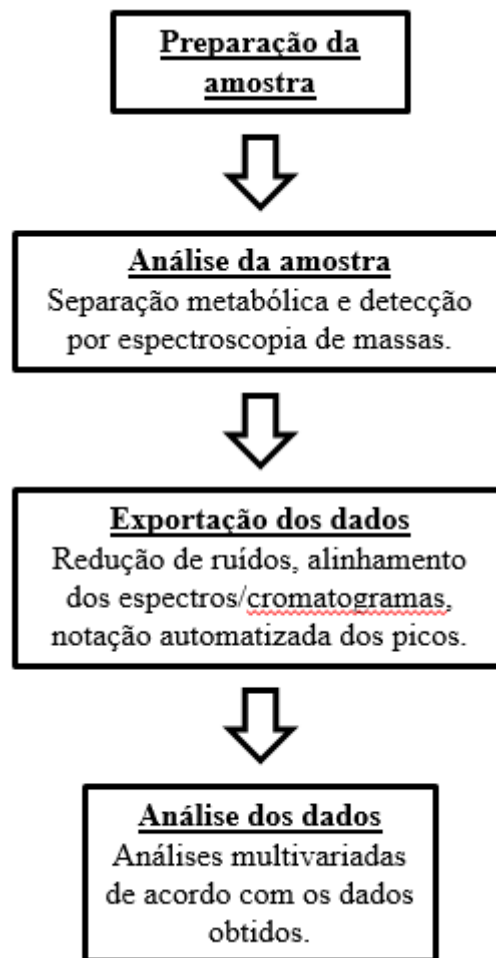 Preparação da
amostra
Análise da amostra
Separação metabólica e detecção
por espectroscopia de massas.
Exportação dos dados
Redução de ruídos, alinhamento
dos espectros/cromatogramas,
notação automatizada dos picos.
Análise dos dados
Análises multivariadas
de acordo com os dados
obtidos.